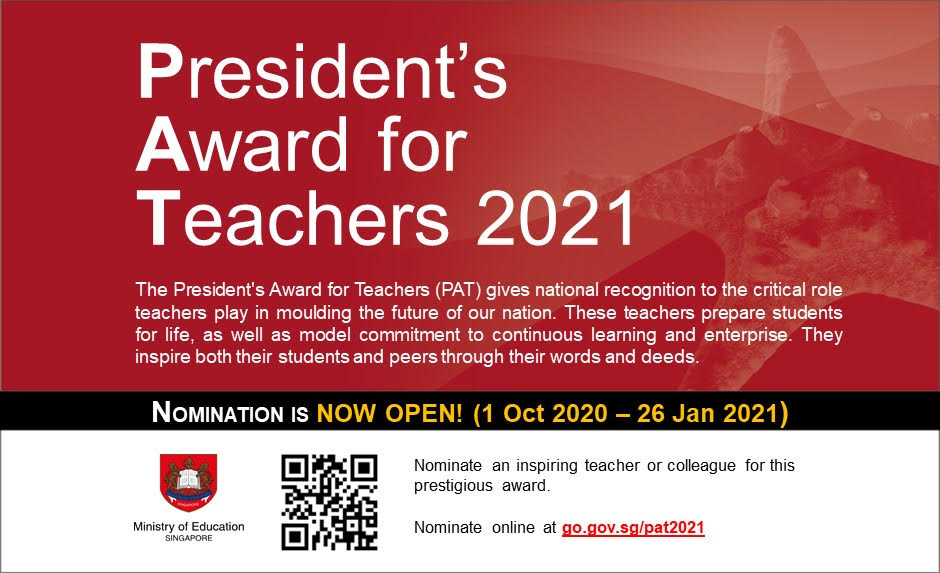 President’s
Award for
Teachers 2021
The President's Award for Teachers (PAT) gives national recognition to the critical role
teachers play in moulding the future of our nation. These teachers prepare students
for life, as well as model commitment to continuous learning and enterprise. They
inspire both their students and peers through their words and deeds.
NOMINATION IS NOW OPEN! (1 Oct 2020 – 26 Jan 2021)
SINGAPORE
Ministry of Education
SINGAPORE
Nominate an inspiring teacher or colleague for this
prestigious award.
Nominate online at go.gov.sg/pat2021